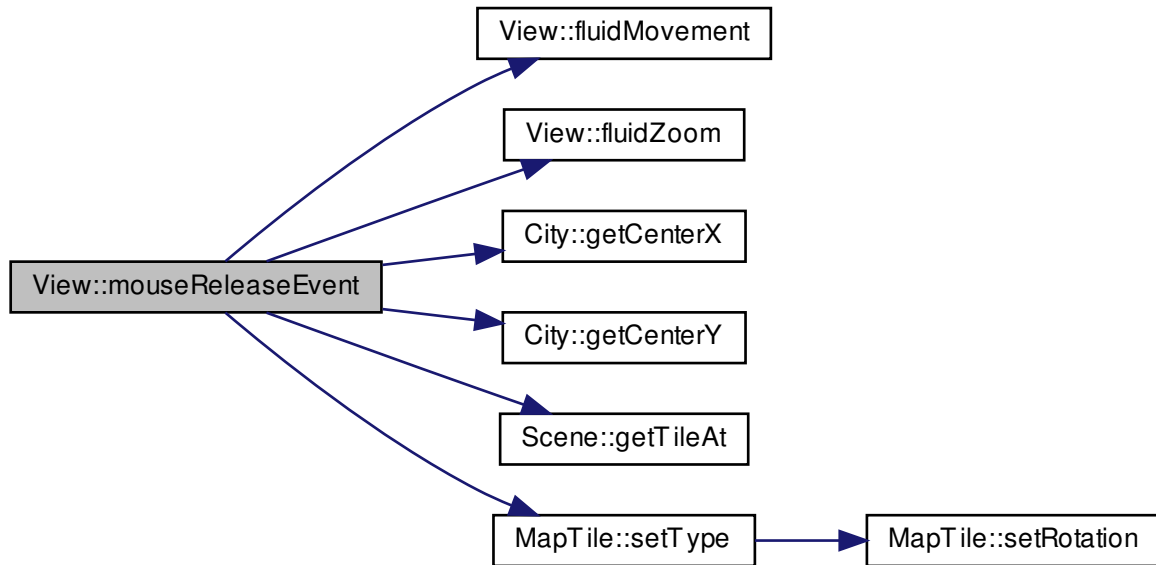 View::fluidMovement
View::fluidZoom
City::getCenterX
View::mouseReleaseEvent
City::getCenterY
Scene::getTileAt
MapTile::setType
MapTile::setRotation